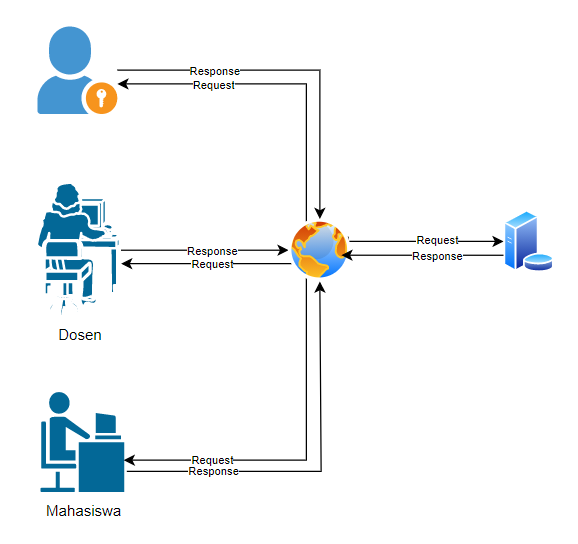 Response
Request
Request
Response
Response
Request
Dosen
Request
Response
Mahasiswa